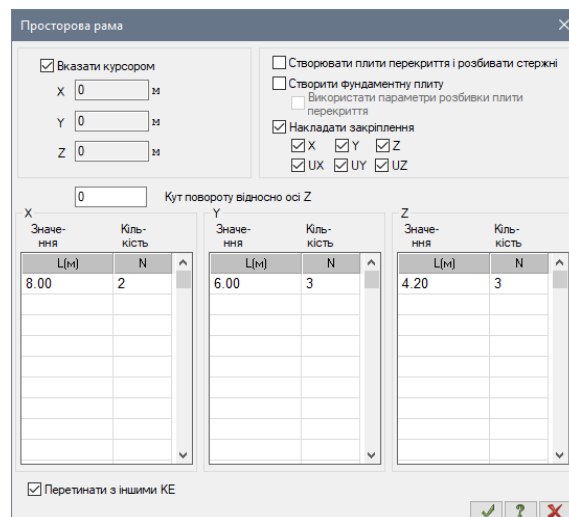 Просторова рама
Вказати курсором
X 0 м
Y 0 м
Z 0 м
Створювати плити перекриття і розбивати стержні
Створити фундаментну плиту
Використати параметри розбивки плити
перекриття
Накладати закріплення
X Y Z
UX UY UZ
0 Кут повороту відносно осі Z
X
Значе-
ння
Кіль-
кість
L(м) N
8.00 2
Y
Значе-
ння
Кіль-
кість
L(м) N
6.00 3
Z
Значе-
ння
Кіль-
кість
L(м) N
4.20 3
Перетинати з іншими КЕ
?